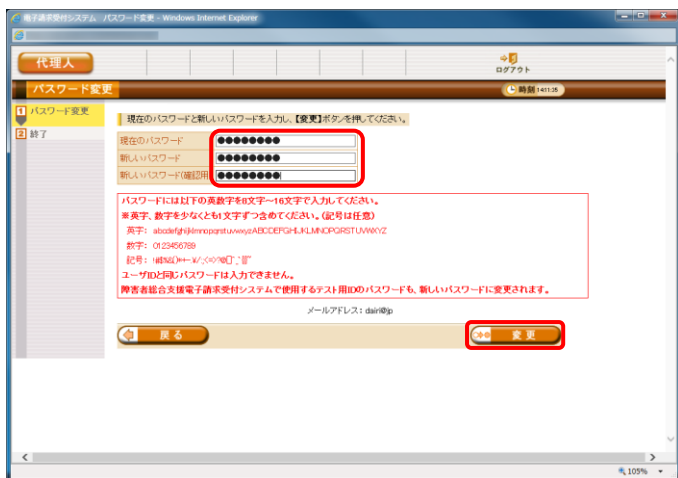 電子請求受付システム パスワード変更 - Windows Internet Explorer
代理人
ログアウト
パスワード変更
時刻 14:11:35
1 パスワード変更
2 終了
現在のパスワードと新しいパスワードを入力し、【変更】ボタンを押してください。
現在のパスワード ●●●●●●●●
新しいパスワード ●●●●●●●●
新しいパスワード(確認用 ●●●●●●●●
パスワードには以下の英数字を8文字～16文字で入力してください。
※英字、数字を少なくとも1文字ずつ含めてください。(記号は任意)
英字: abcdefghijklmnopqrstuvwxyzABCDEFGHIJKLMNOPQRSTUVWXYZ
数字: 0123456789
記号:
ユーザIDと同じパスワードは入力できません。
障害者総合支援電子請求受付システムで使用するテスト用IDのパスワードも、新しいパスワードに変更されます。
メールアドレス: dairi@jp
戻る
変更
105%